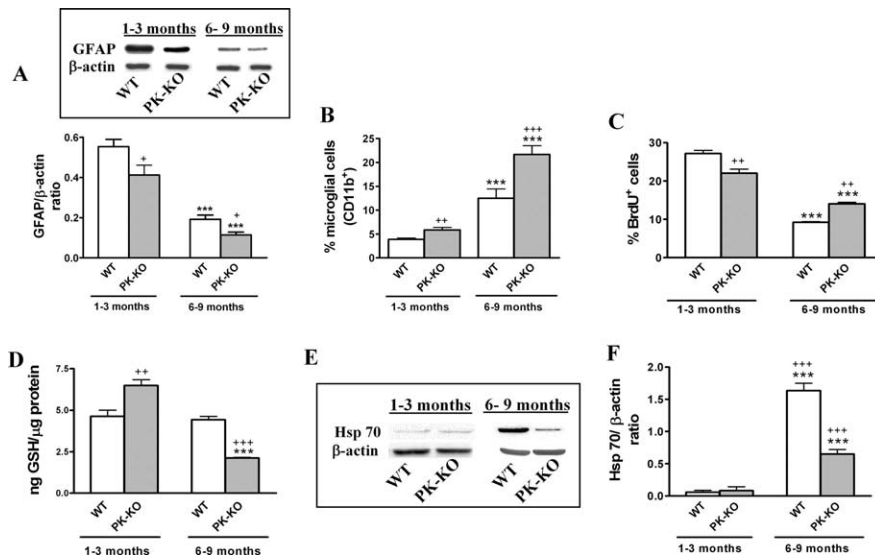 A
1-3 months 6- 9 months
GFAP
β-actin
WT PK-KO WT PK-KO
GFAP/β-actin
ratio
0.6
0.4
0.2
0.0
+
***
+
***
WT PK-KO WT PK-KO
1-3 months 6-9 months
B
% microglial cells
(CD11b⁺)
25
20
15
10
5
0
++
***
+++
***
WT PK-KO WT PK-KO
1-3 months 6-9 months
C
% BrdU⁺ cells
30
20
10
0
++
***
++
***
WT PK-KO WT PK-KO
1-3 months 6-9 months
D
ng GSH/µg protein
7.5
5.0
2.5
0.0
++
+++
***
WT PK-KO WT PK-KO
1-3 months 6-9 months
E
1-3 months 6- 9 months
Hsp 70
β-actin
WT PK-KO WT PK-KO
F
Hsp 70/ β-actin
ratio
2.0
1.5
1.0
0.5
0.0
+++
***
+++
***
WT PK-KO WT PK-KO
1-3 months 6-9 months